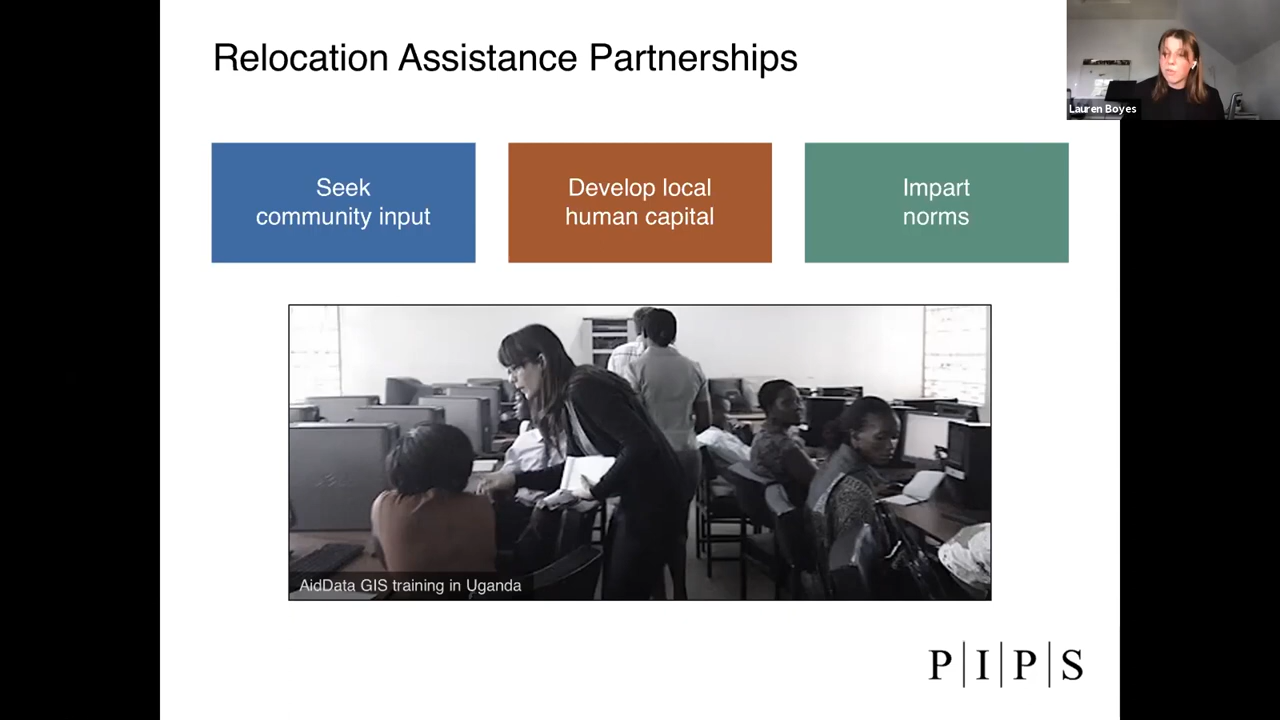 Relocation Assistance Partnerships
Lauren Boyes
Seek
community input
Develop local
human capital
Impart
norms
AidData GIS training in Uganda
P|I|P|S